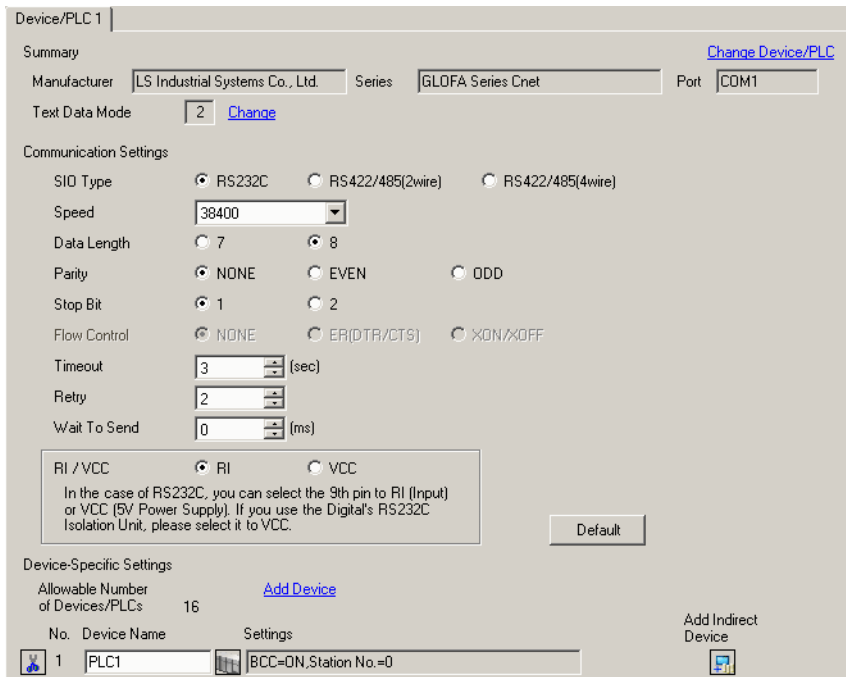 Device/PLC 1
Summary
Change Device/PLC
Manufacturer LS Industrial Systems Co., Ltd. Series GLOFA Series Cnet Port COM1
Text Data Mode 2 Change
Communication Settings
SIO Type RS232C RS422/485(2wire) RS422/485(4wire)
Speed 38400
Data Length 7 8
Parity NONE EVEN ODD
Stop Bit 1 2
Flow Control NONE ER(DTR/CTS) XON/XOFF
Timeout 3 (sec)
Retry 2
Wait To Send 0 (ms)
RI / VCC RI VCC
In the case of RS232C, you can select the 9th pin to RI (Input)
or VCC (5V Power Supply). If you use the Digital's RS232C
Isolation Unit, please select it to VCC.
Default
Device-Specific Settings
Allowable Number
of Devices/PLCs 16
Add Device
Add Indirect
Device
No. Device Name Settings
1 PLC1 BCC=ON,Station No.=0